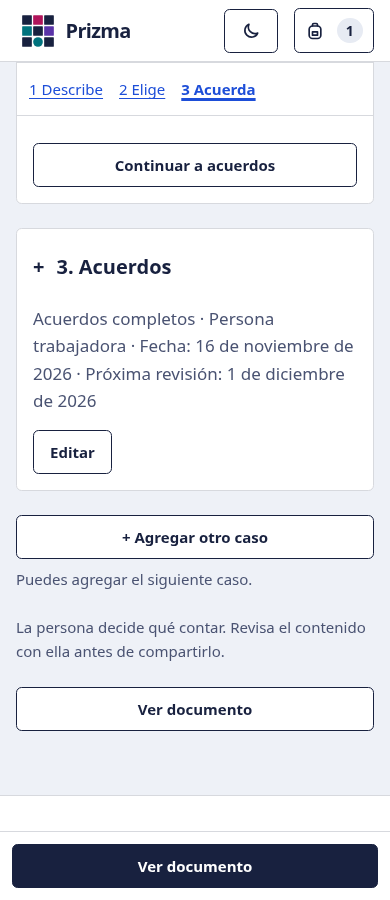 Prizma
1
1 Describe 2 Elige 3 Acuerda
Continuar a acuerdos
+ 3. Acuerdos
Acuerdos completos · Persona
trabajadora · Fecha: 16 de noviembre de
2026 · Próxima revisión: 1 de diciembre
de 2026
Editar
+ Agregar otro caso
Puedes agregar el siguiente caso.
La persona decide qué contar. Revisa el contenido
con ella antes de compartirlo.
Ver documento
Ver documento